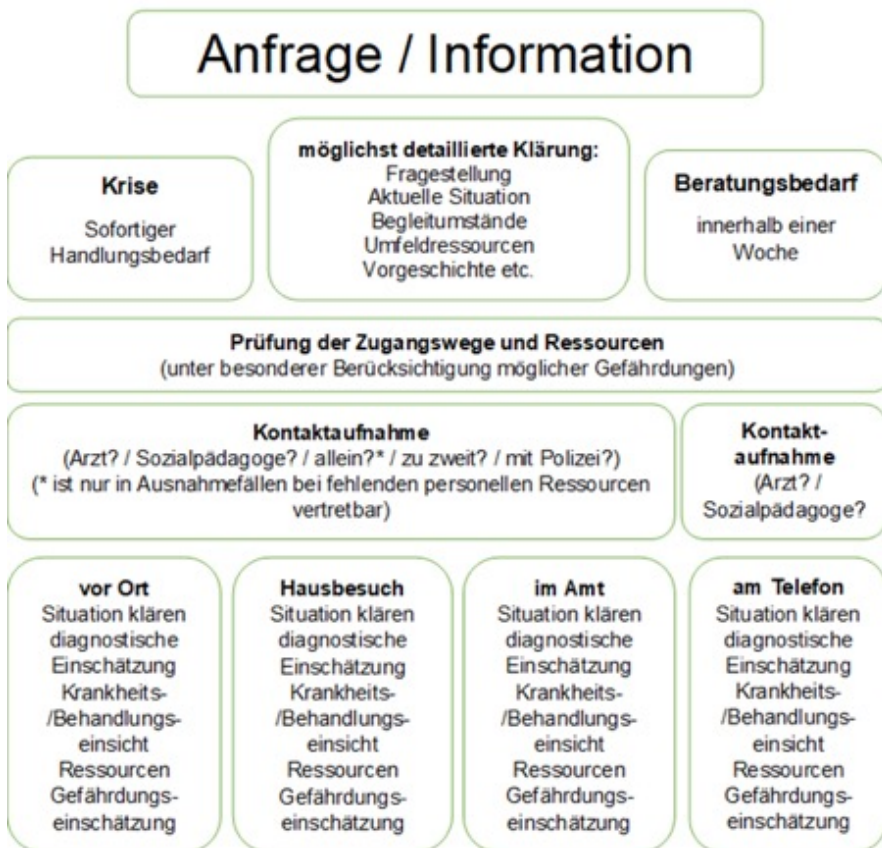 Anfrage / Information
Krise
Sofortiger
Handlungsbedarf
möglichst detaillierte Klärung:
Fragestellung
Aktuelle Situation
Begleitumstände
Umfeldressourcen
Vorgeschichte etc.
Beratungsbedarf
innerhalb einer
Woche
Prüfung der Zugangswege und Ressourcen
(unter besonderer Berücksichtigung möglicher Gefährdungen)
Kontaktaufnahme
(Arzt? / Sozialpädagoge? / allein?* / zu zweit? / mit Polizei?)
(* ist nur in Ausnahmefällen bei fehlenden personellen Ressourcen
vertretbar)
Kontakt-
aufnahme
(Arzt? /
Sozialpädagoge?
vor Ort
Situation klären
diagnostische
Einschätzung
Krankheits-
/Behandlungs-
einsicht
Ressourcen
Gefährdungs-
einschätzung
Hausbesuch
Situation klären
diagnostische
Einschätzung
Krankheits-
/Behandlungs-
einsicht
Ressourcen
Gefährdungs-
einschätzung
im Amt
Situation klären
diagnostische
Einschätzung
Krankheits-
/Behandlungs-
einsicht
Ressourcen
Gefährdungs-
einschätzung
am Telefon
Situation klären
diagnostische
Einschätzung
Krankheits-
/Behandlungs-
einsicht
Ressourcen
Gefährdungs-
einschätzung